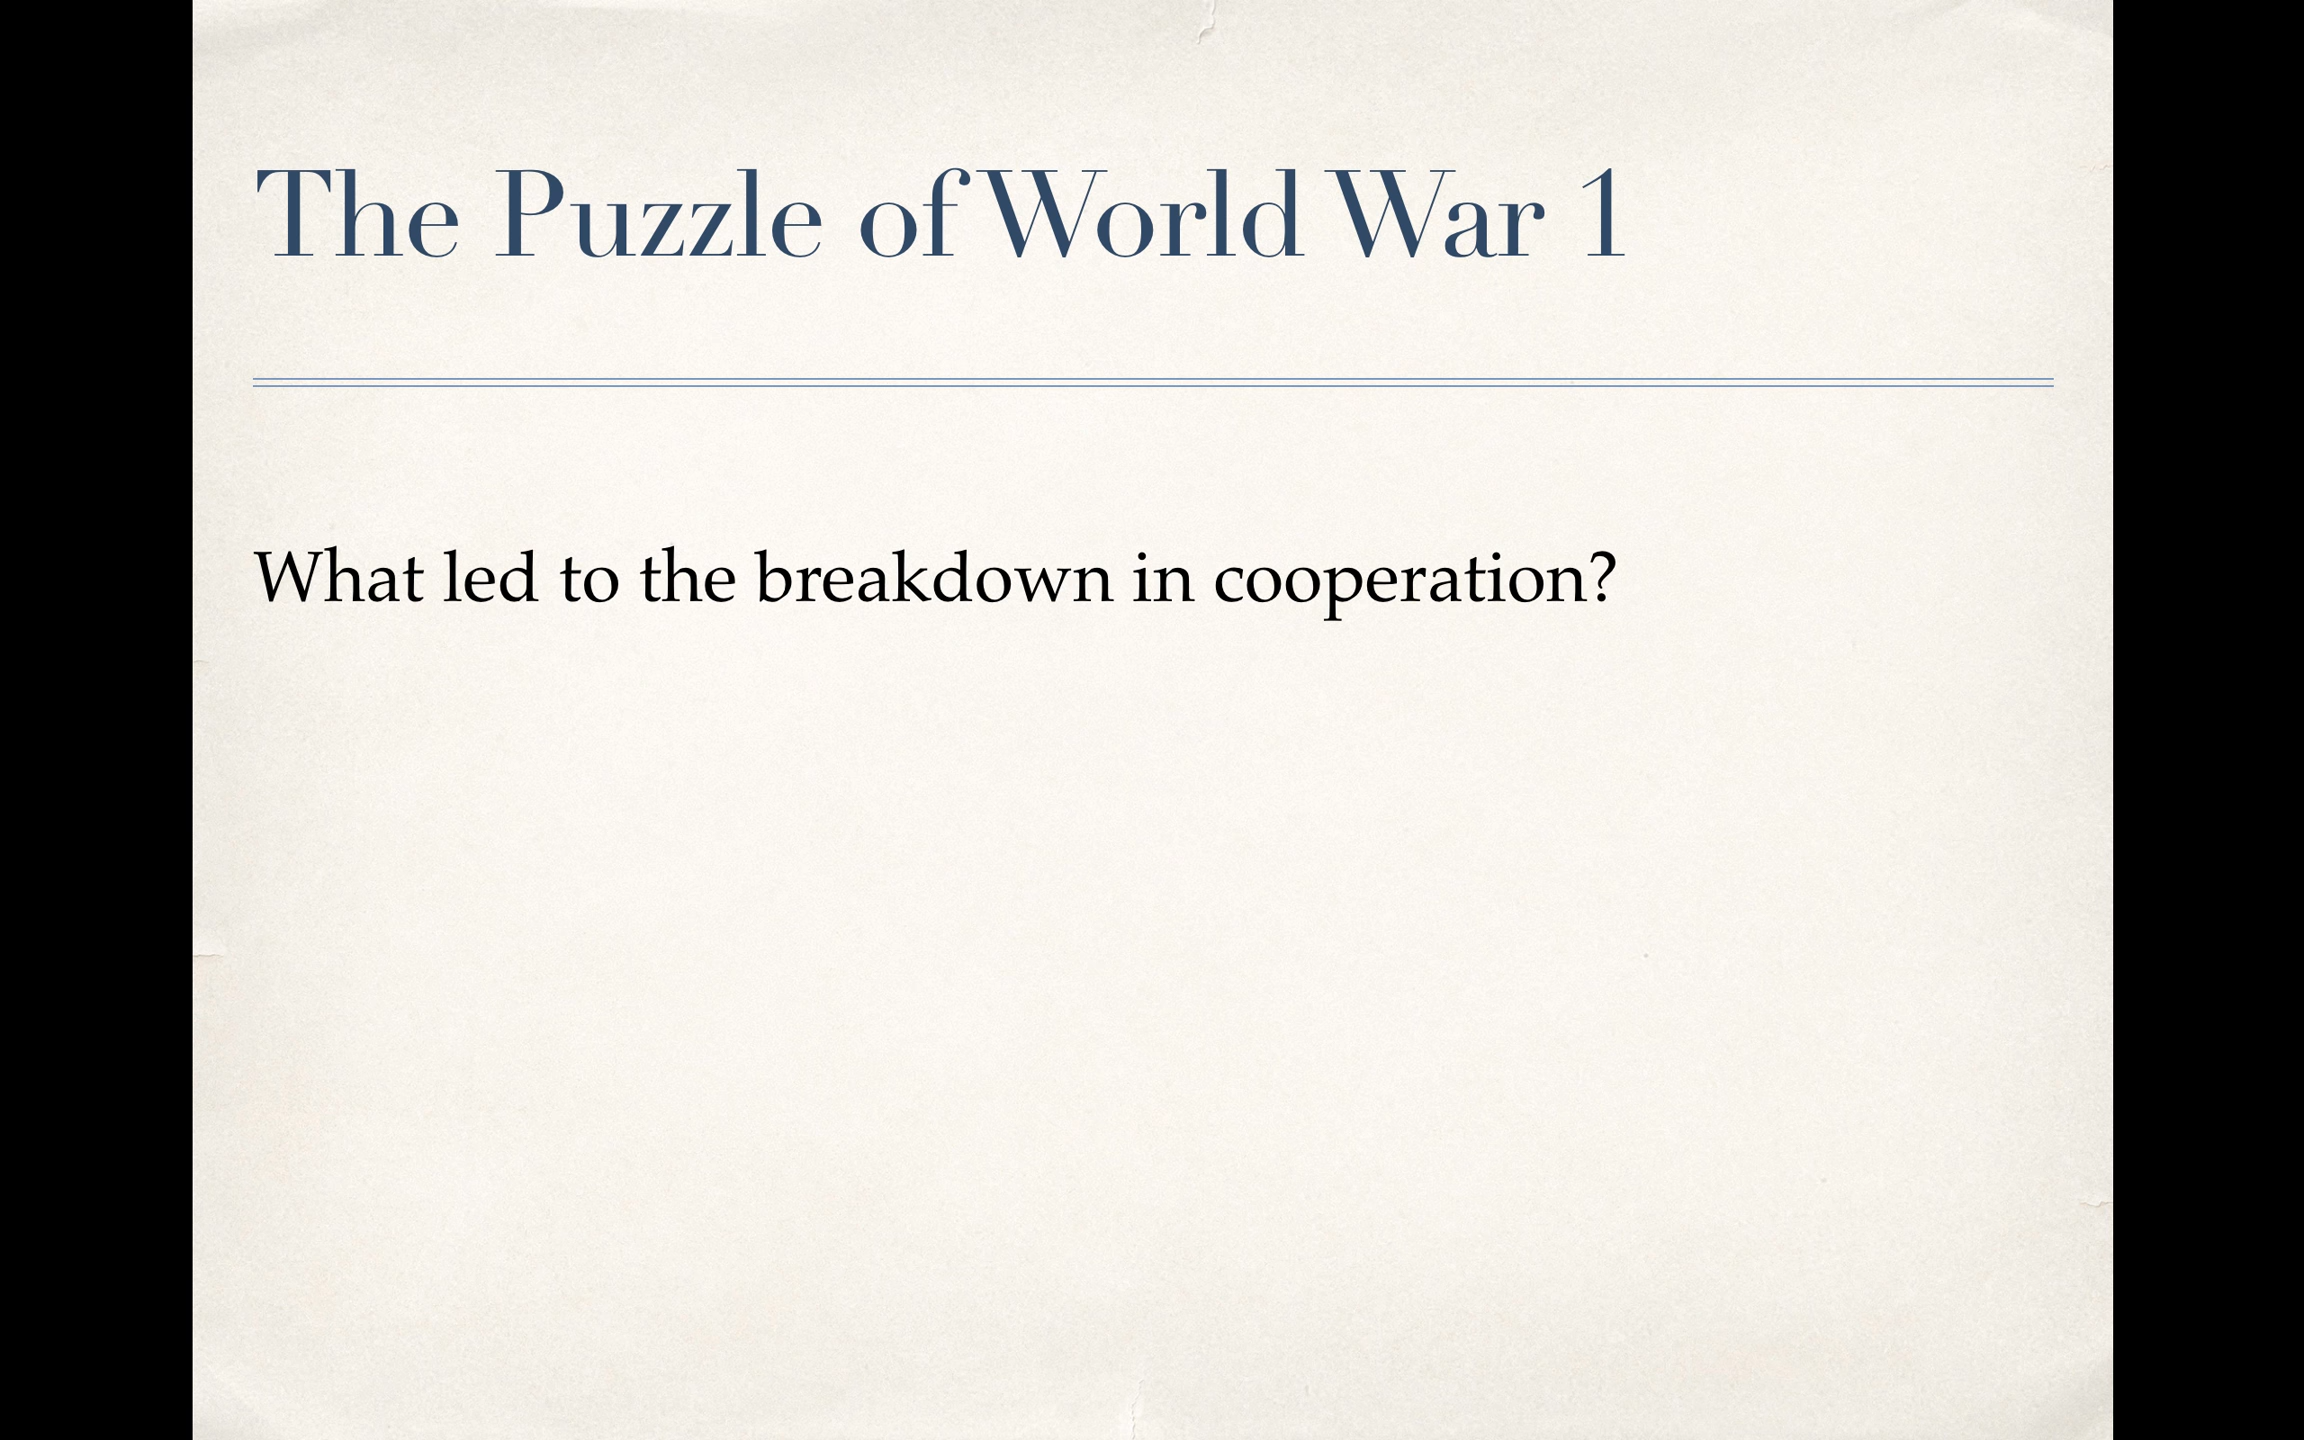 The Puzzle of World War 1
What led to the breakdown in cooperation?